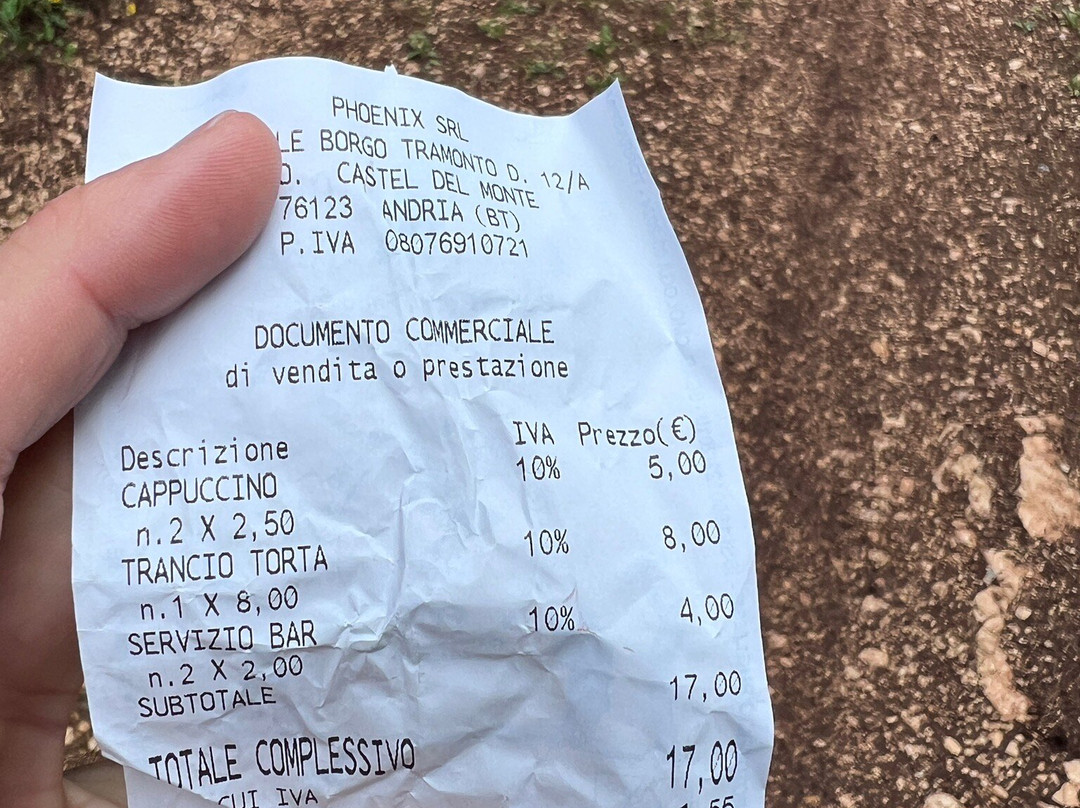 PHOENIX SRL
LE BORGO TRAMONTO D. 12/A
CASTEL DEL MONTE
76123 ANDRIA (BT)
P.IVA 08076910721
DOCUMENTO COMMERCIALE
di vendita o prestazione
Descrizione IVA Prezzo(€)
CAPPUCCINO 10% 5,00
n.2 X 2,50
TRANCIO TORTA 10% 8,00
n.1 X 8,00
SERVIZIO BAR 10% 4,00
n.2 X 2,00
SUBTOTALE 17,00
TOTALE COMPLESSIVO 17,00
CUI IVA